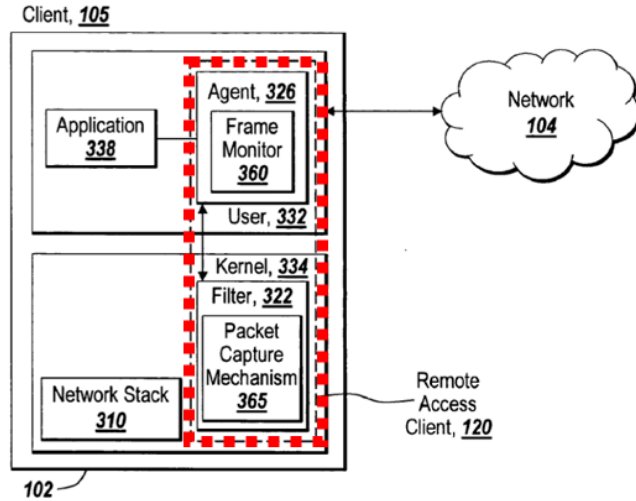 Client, 105
Agent, 326
Application
338
Frame
Monitor
360
User, 332
Network
104
Kernel, 334
Filter, 322
Packet
Capture
Mechanism
365
Network Stack
310
Remote
Access
Client, 120
102